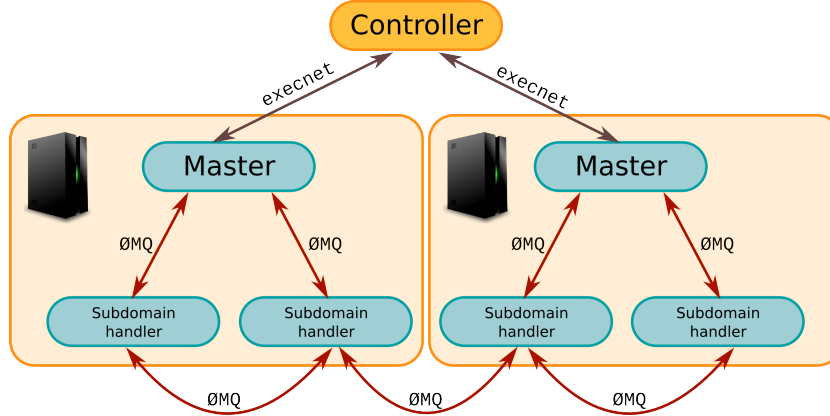 Controller
execnet
execnet
Master
Master
ØMQ
ØMQ
ØMQ
ØMQ
Subdomain
handler
Subdomain
handler
Subdomain
handler
Subdomain
handler
ØMQ
ØMQ
ØMQ